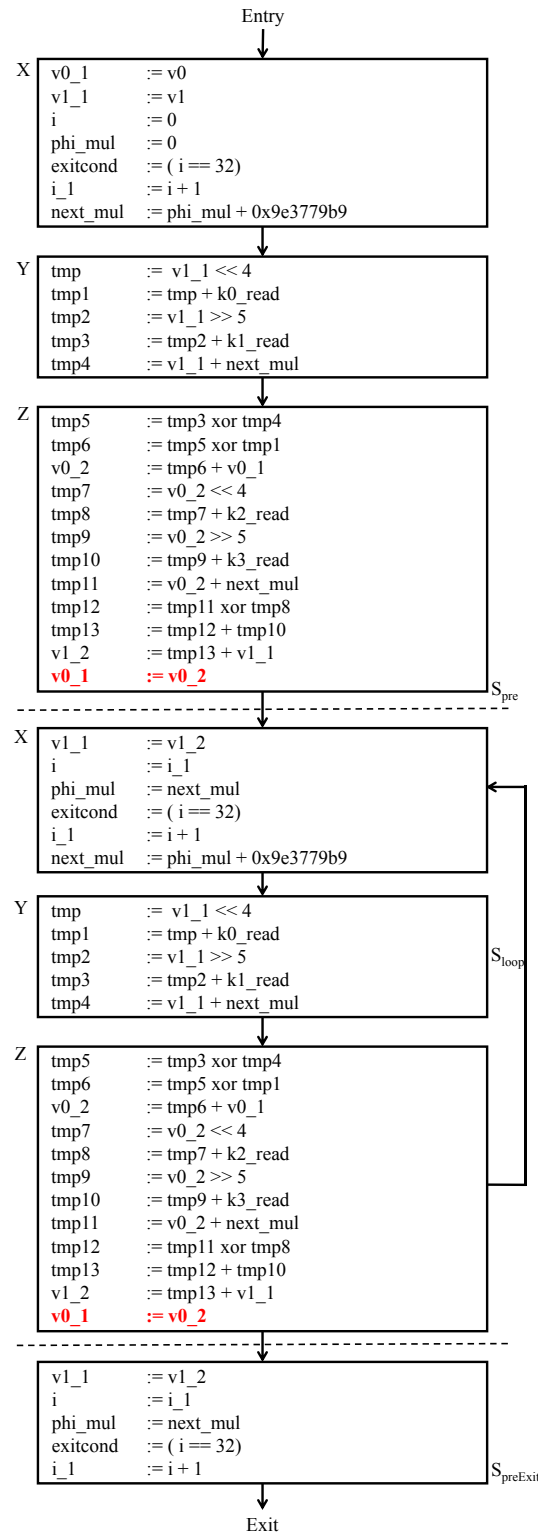 Entry
X
v0_1 := v0
v1_1 := v1
i := 0
phi_mul := 0
exitcond := ( i == 32)
i_1 := i + 1
next_mul := phi_mul + 0x9e3779b9
Y
tmp := v1_1 << 4
tmp1 := tmp + k0_read
tmp2 := v1_1 >> 5
tmp3 := tmp2 + k1_read
tmp4 := v1_1 + next_mul
Z
tmp5 := tmp3 xor tmp4
tmp6 := tmp5 xor tmp1
v0_2 := tmp6 + v0_1
tmp7 := v0_2 << 4
tmp8 := tmp7 + k2_read
tmp9 := v0_2 >> 5
tmp10 := tmp9 + k3_read
tmp11 := v0_2 + next_mul
tmp12 := tmp11 xor tmp8
tmp13 := tmp12 + tmp10
v1_2 := tmp13 + v1_1
v0_1 := v0_2
Spre
X
v1_1 := v1_2
i := i_1
phi_mul := next_mul
exitcond := ( i == 32)
i_1 := i + 1
next_mul := phi_mul + 0x9e3779b9
Y
tmp := v1_1 << 4
tmp1 := tmp + k0_read
tmp2 := v1_1 >> 5
tmp3 := tmp2 + k1_read
tmp4 := v1_1 + next_mul
Sloop
Z
tmp5 := tmp3 xor tmp4
tmp6 := tmp5 xor tmp1
v0_2 := tmp6 + v0_1
tmp7 := v0_2 << 4
tmp8 := tmp7 + k2_read
tmp9 := v0_2 >> 5
tmp10 := tmp9 + k3_read
tmp11 := v0_2 + next_mul
tmp12 := tmp11 xor tmp8
tmp13 := tmp12 + tmp10
v1_2 := tmp13 + v1_1
v0_1 := v0_2
v1_1 := v1_2
i := i_1
phi_mul := next_mul
exitcond := ( i == 32)
i_1 := i + 1
SpreExit
Exit